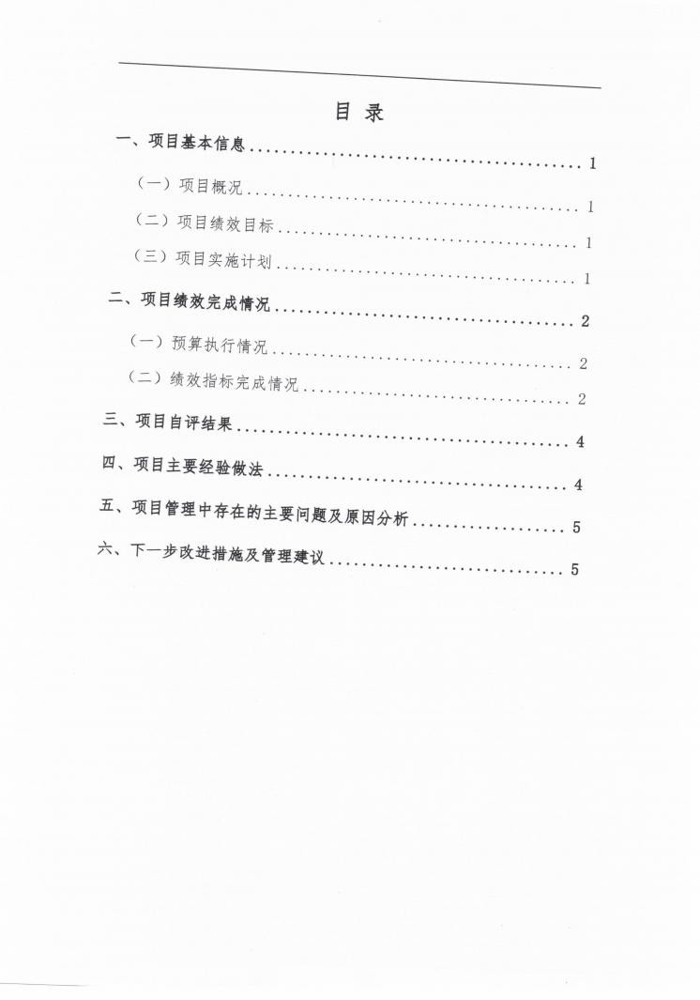 目 录
一、项目基本信息........................................ 1
（一）项目概况........................................ 1
（二）项目绩效目标.................................... 1
（三）项目实施计划.................................... 1
二、项目绩效完成情况.................................... 2
（一）预算执行情况.................................... 2
（二）绩效指标完成情况................................ 2
三、项目自评结果........................................ 4
四、项目主要经验做法.................................... 4
五、项目管理中存在的主要问题及原因分析.................. 5
六、下一步改进措施及管理建议............................ 5